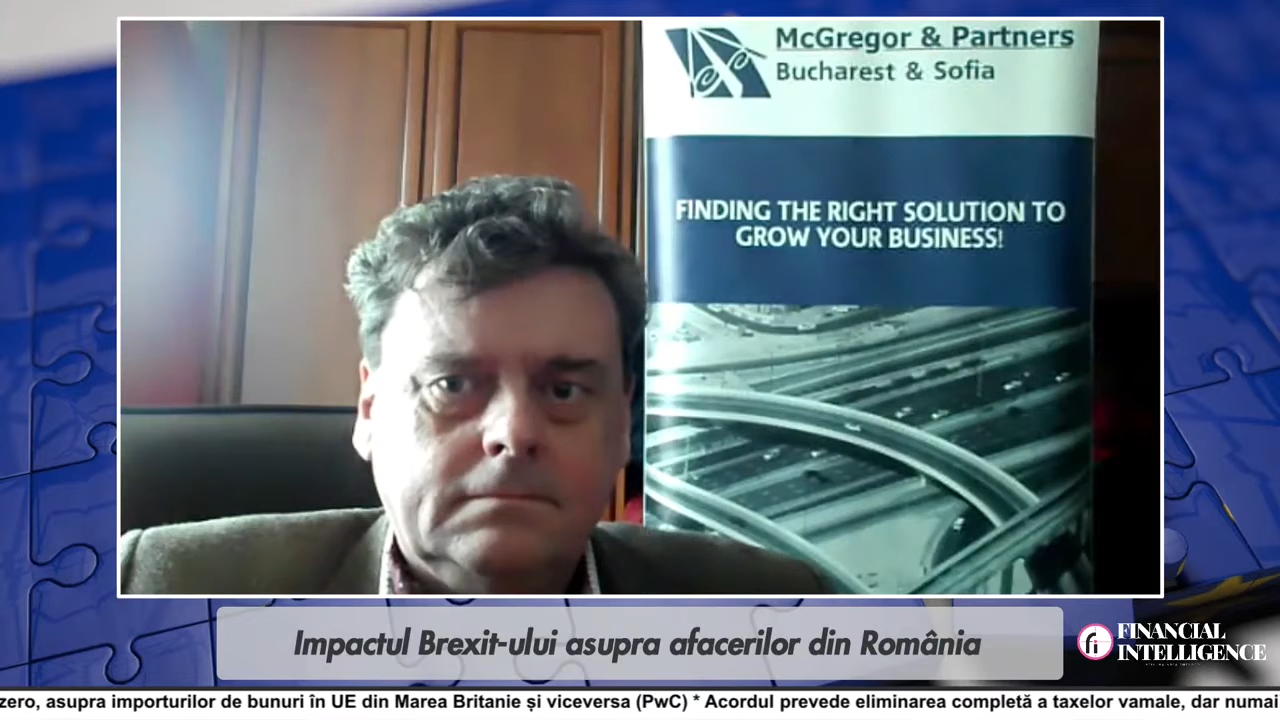 McGregor & Partners
Bucharest & Sofia
FINDING THE RIGHT SOLUTION TO
GROW YOUR BUSINESS!
Impactul Brexit-ului asupra afacerilor din România
fi
FINANCIAL
INTELLIGENCE
zero, asupra importurilor de bunuri în UE din Marea Britanie și viceversa (PwC) * Acordul prevede eliminarea completă a taxelor vamale, dar numai